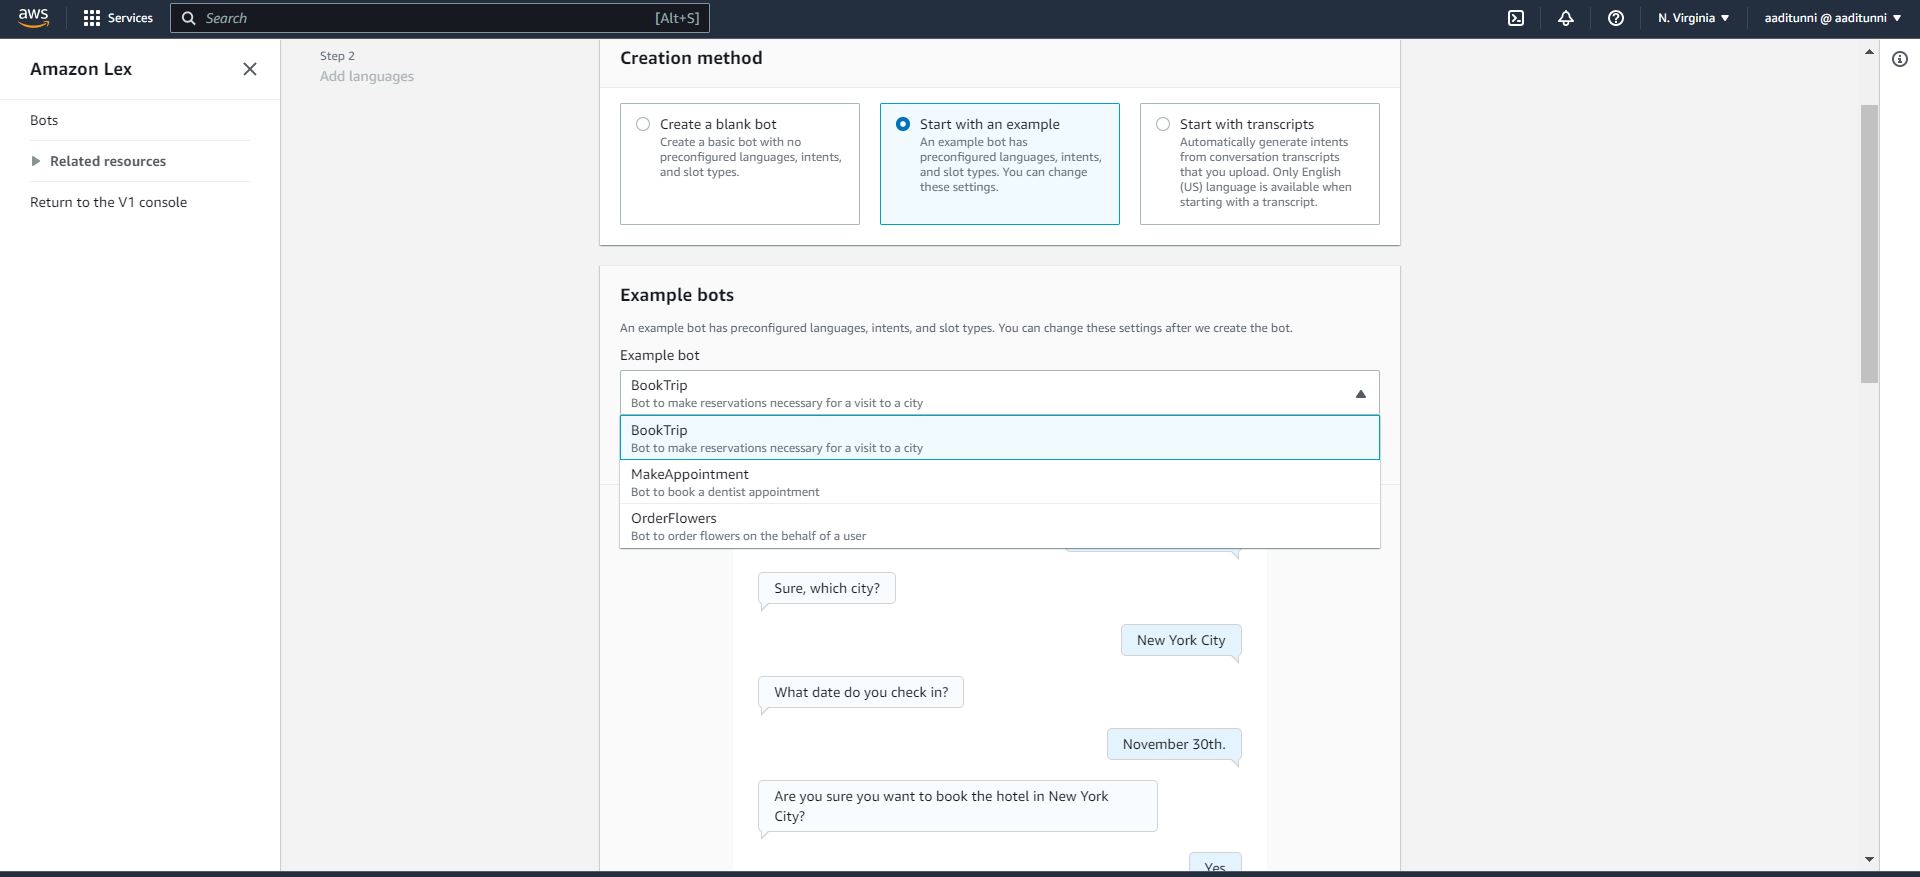 aws
Services
Search
[Alt+S]
N. Virginia
aaditunni @ aaditunni
Amazon Lex
Bots
Related resources
Return to the V1 console
Step 2
Add languages
Creation method
Create a blank bot
Create a basic bot with no
preconfigured languages, intents,
and slot types.
Start with an example
An example bot has
preconfigured languages, intents,
and slot types. You can change
these settings.
Start with transcripts
Automatically generate intents
from conversation transcripts
that you upload. Only English
(US) language is available when
starting with a transcript.
Example bots
An example bot has preconfigured languages, intents, and slot types. You can change these settings after we create the bot.
Example bot
BookTrip
Bot to make reservations necessary for a visit to a city
BookTrip
Bot to make reservations necessary for a visit to a city
MakeAppointment
Bot to book a dentist appointment
OrderFlowers
Bot to order flowers on the behalf of a user
Sure, which city?
New York City
What date do you check in?
November 30th.
Are you sure you want to book the hotel in New York
City?
Yes